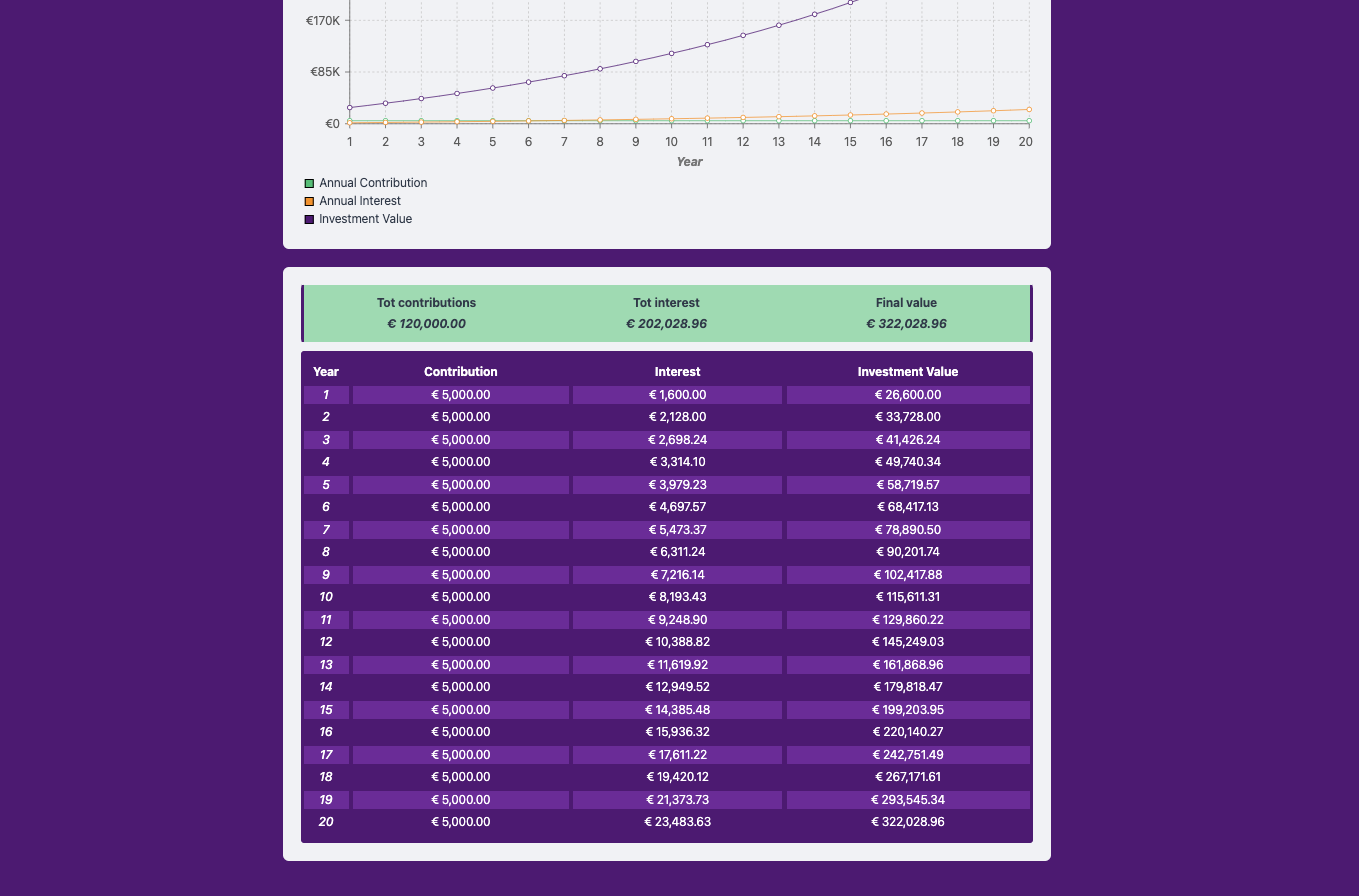 €170K
€85K
€0
1 2 3 4 5 6 7 8 9 10 11 12 13 14 15 16 17 18 19 20
Year
Annual Contribution
Annual Interest
Investment Value
Tot contributions Tot interest Final value
€ 120,000.00 € 202,028.96 € 322,028.96
Year Contribution Interest Investment Value
1 € 5,000.00 € 1,600.00 € 26,600.00
2 € 5,000.00 € 2,128.00 € 33,728.00
3 € 5,000.00 € 2,698.24 € 41,426.24
4 € 5,000.00 € 3,314.10 € 49,740.34
5 € 5,000.00 € 3,979.23 € 58,719.57
6 € 5,000.00 € 4,697.57 € 68,417.13
7 € 5,000.00 € 5,473.37 € 78,890.50
8 € 5,000.00 € 6,311.24 € 90,201.74
9 € 5,000.00 € 7,216.14 € 102,417.88
10 € 5,000.00 € 8,193.43 € 115,611.31
11 € 5,000.00 € 9,248.90 € 129,860.22
12 € 5,000.00 € 10,388.82 € 145,249.03
13 € 5,000.00 € 11,619.92 € 161,868.96
14 € 5,000.00 € 12,949.52 € 179,818.47
15 € 5,000.00 € 14,385.48 € 199,203.95
16 € 5,000.00 € 15,936.32 € 220,140.27
17 € 5,000.00 € 17,611.22 € 242,751.49
18 € 5,000.00 € 19,420.12 € 267,171.61
19 € 5,000.00 € 21,373.73 € 293,545.34
20 € 5,000.00 € 23,483.63 € 322,028.96